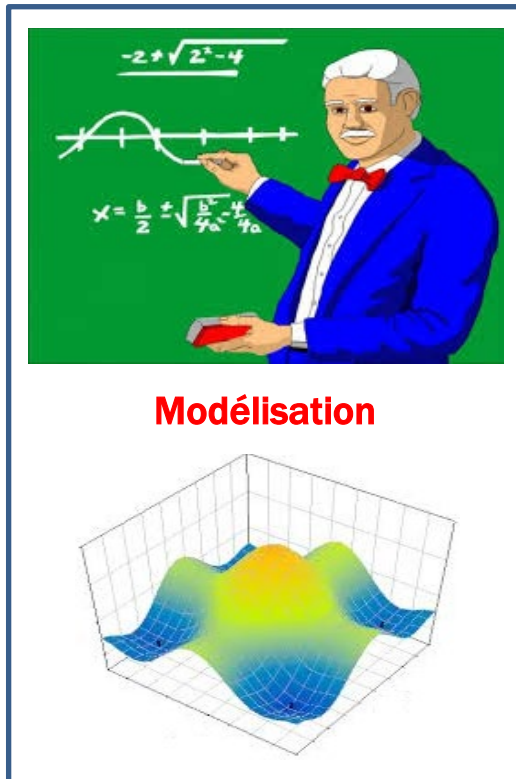 -2+√2²-4
x = b/2 ± √b²/4a - 4/4a
Modélisation